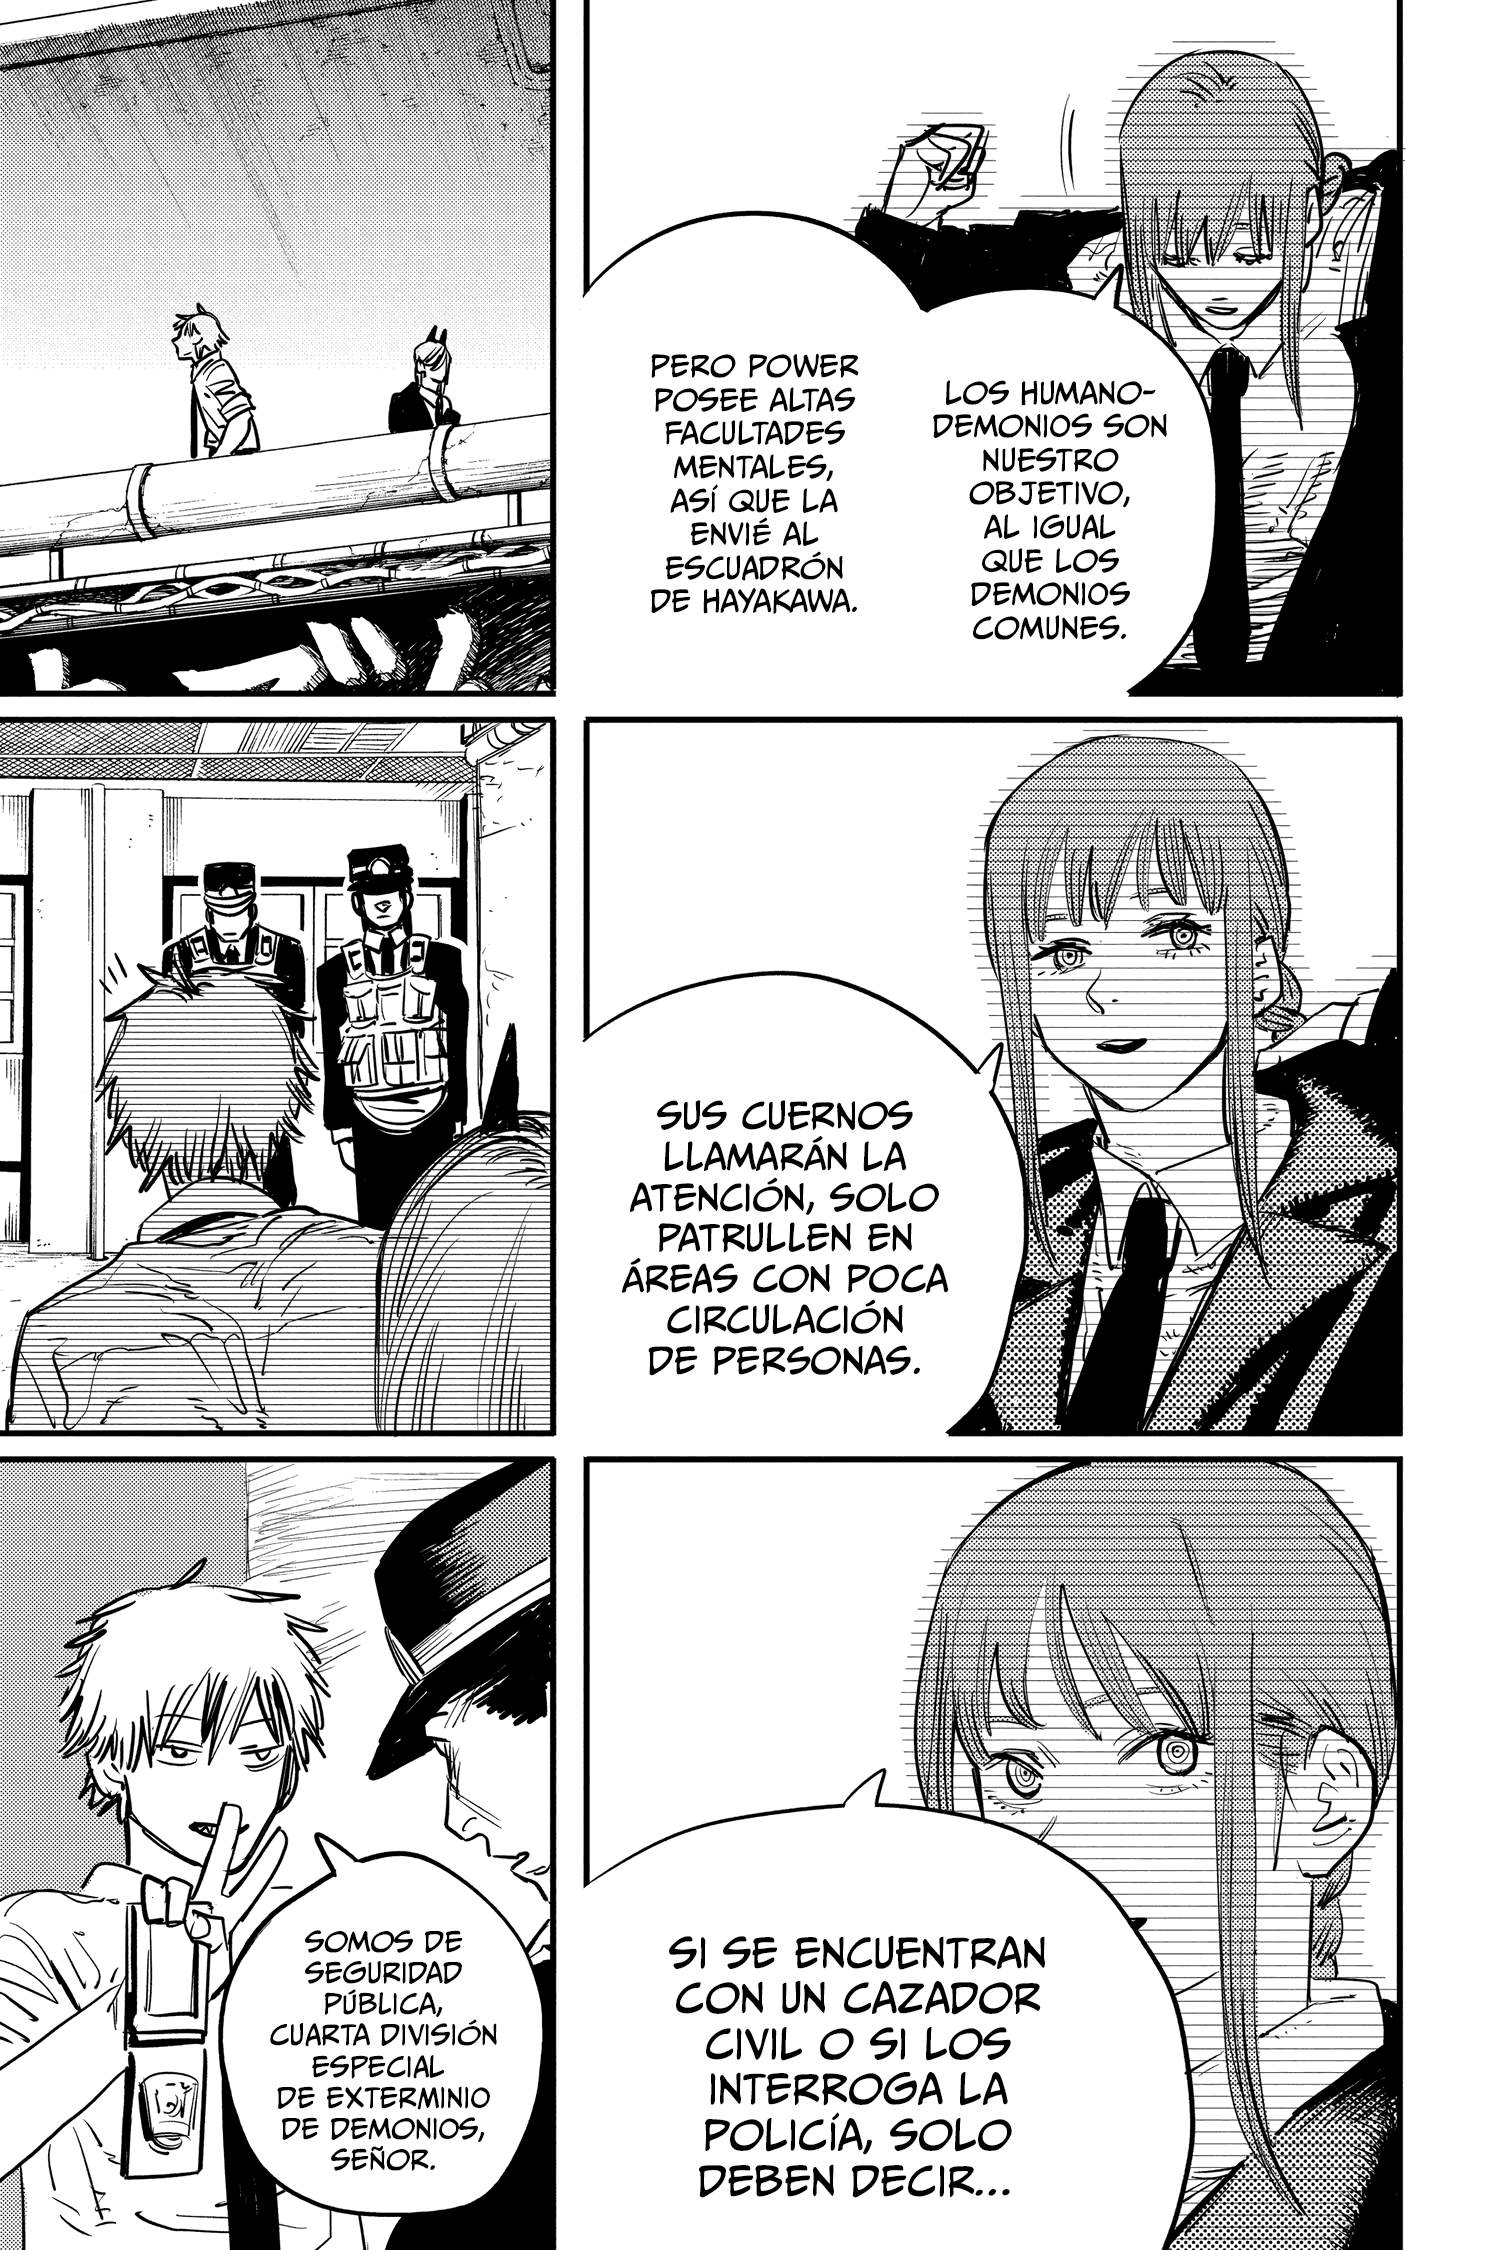 LOS HUMANO-
DEMONIOS SON
NUESTRO
OBJETIVO,
AL IGUAL
QUE LOS
DEMONIOS
COMUNES.
PERO POWER
POSEE ALTAS
FACULTADES
MENTALES,
ASÍ QUE LA
ENVIÉ AL
ESCUADRÓN
DE HAYAKAWA.
SUS CUERNOS
LLAMARÁN LA
ATENCIÓN, SOLO
PATRULLEN EN
ÁREAS CON POCA
CIRCULACIÓN
DE PERSONAS.
SI SE ENCUENTRAN
CON UN CAZADOR
CIVIL O SI LOS
INTERROGA LA
POLICÍA, SOLO
DEBEN DECIR...
SOMOS DE
SEGURIDAD
PÚBLICA,
CUARTA DIVISIÓN
ESPECIAL
DE EXTERMINIO
DE DEMONIOS,
SEÑOR.